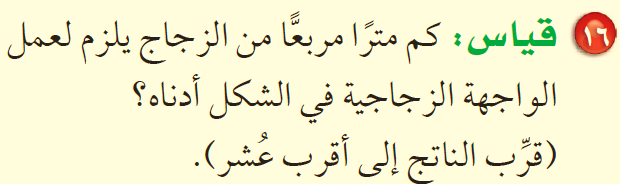 ١٦ قياس: كم مترًا مربعًّا من الزجاج يلزم لعمل
الواجهة الزجاجية في الشكل أدناه؟
(قرِّب الناتج إلى أقرب عُشر).